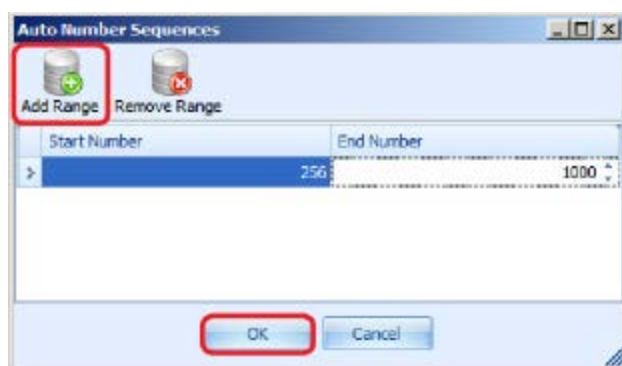 Auto Number Sequences
Add Range Remove Range
Start Number End Number
256 1000
OK Cancel